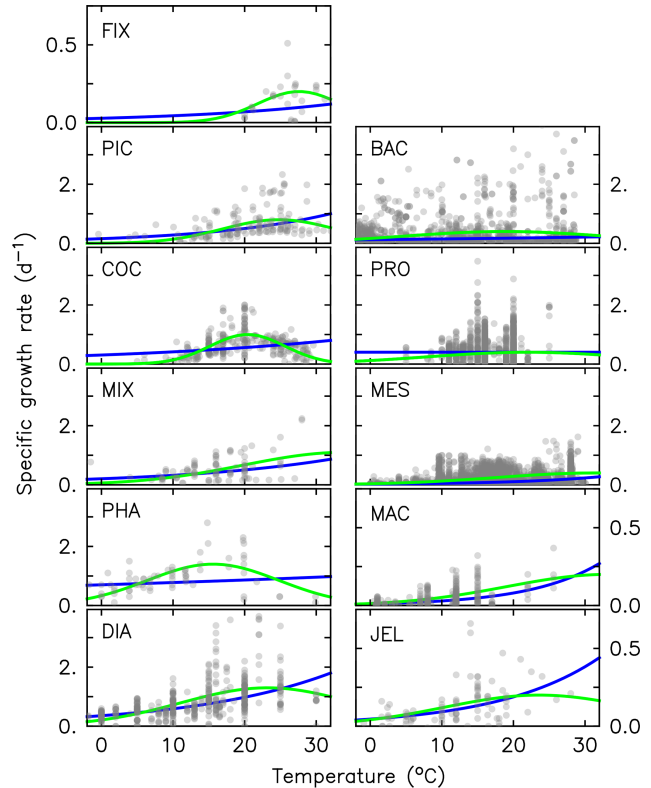 FIX
0.5
0.0
PIC
2.
0.
BAC
2.
0.
COC
2.
0.
PRO
2.
0.
MIX
2.
0.
MES
2.
0.
PHA
2.
0.
MAC
0.5
0.0
DIA
2.
0.
JEL
0.5
0.0
0 10 20 30
0 10 20 30
Specific growth rate (d⁻¹)
Temperature (°C)